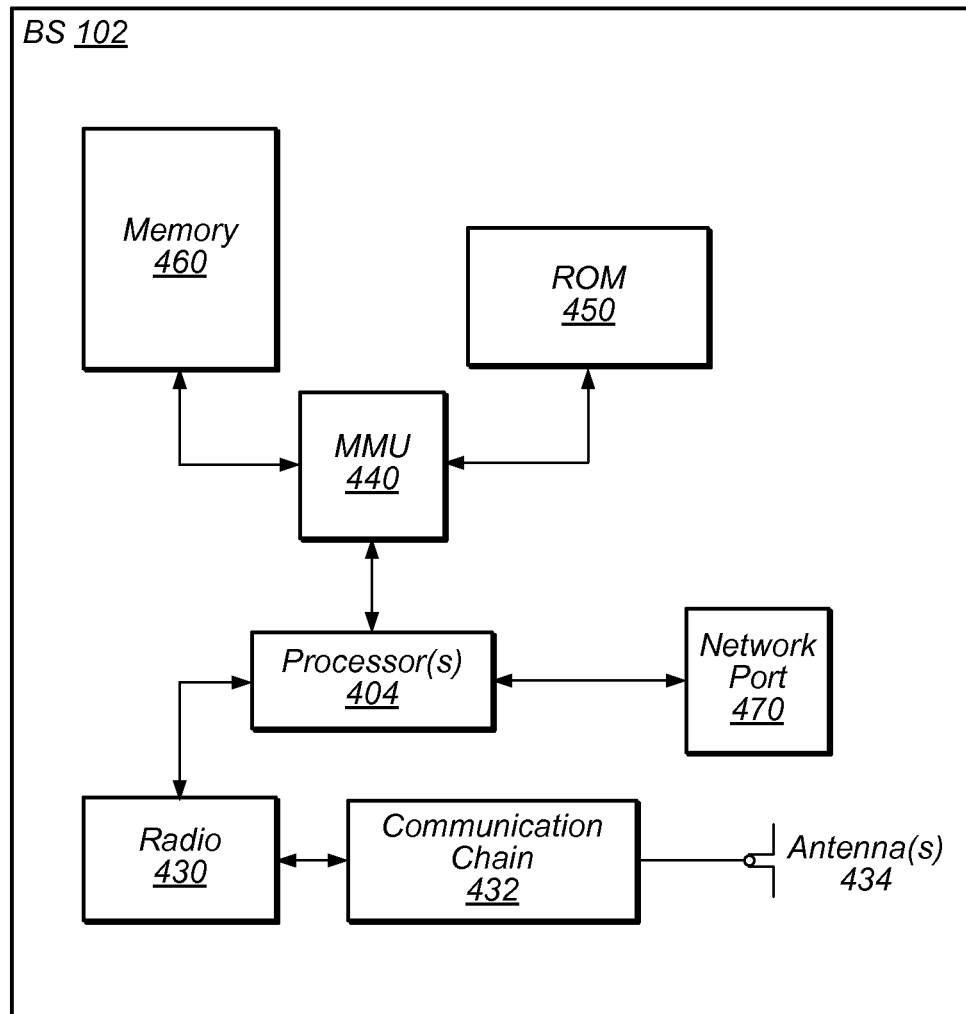 BS 102
Memory
460
ROM
450
MMU
440
Processor(s)
404
Network
Port
470
Radio
430
Communication
Chain
432
Antenna(s)
434